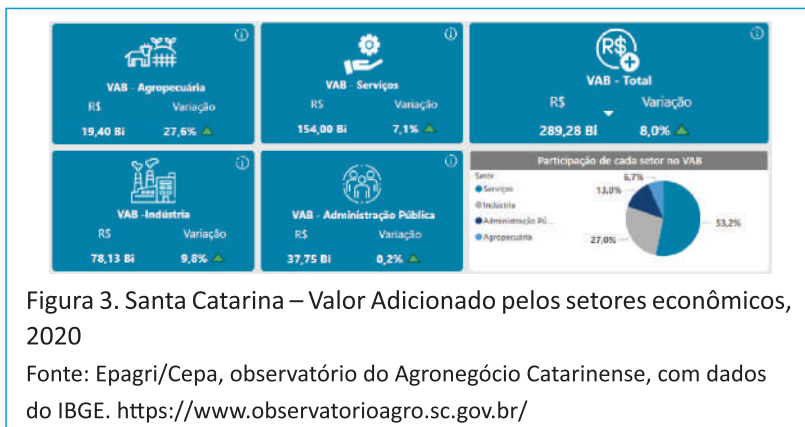 VAB - Agropecuária
R$ Variação
19,40 Bi 27,6%
VAB - Serviços
R$ Variação
154,00 Bi 7,1%
R$
VAB - Total
R$ Variação
289,28 Bi 8,0%
VAB -Indústria
R$ Variação
78,13 Bi 9,8%
VAB - Administração Pública
R$ Variação
37,75 Bi 0,2%
Participação de cada setor no VAB
Setor
Serviços
Indústria
Administração Pú...
Agropecuária
6,7%
13,0%
53,2%
27,0%
Figura 3. Santa Catarina – Valor Adicionado pelos setores econômicos,
2020
Fonte: Epagri/Cepa, observatório do Agronegócio Catarinense, com dados
do IBGE. https://www.observatorioagro.sc.gov.br/